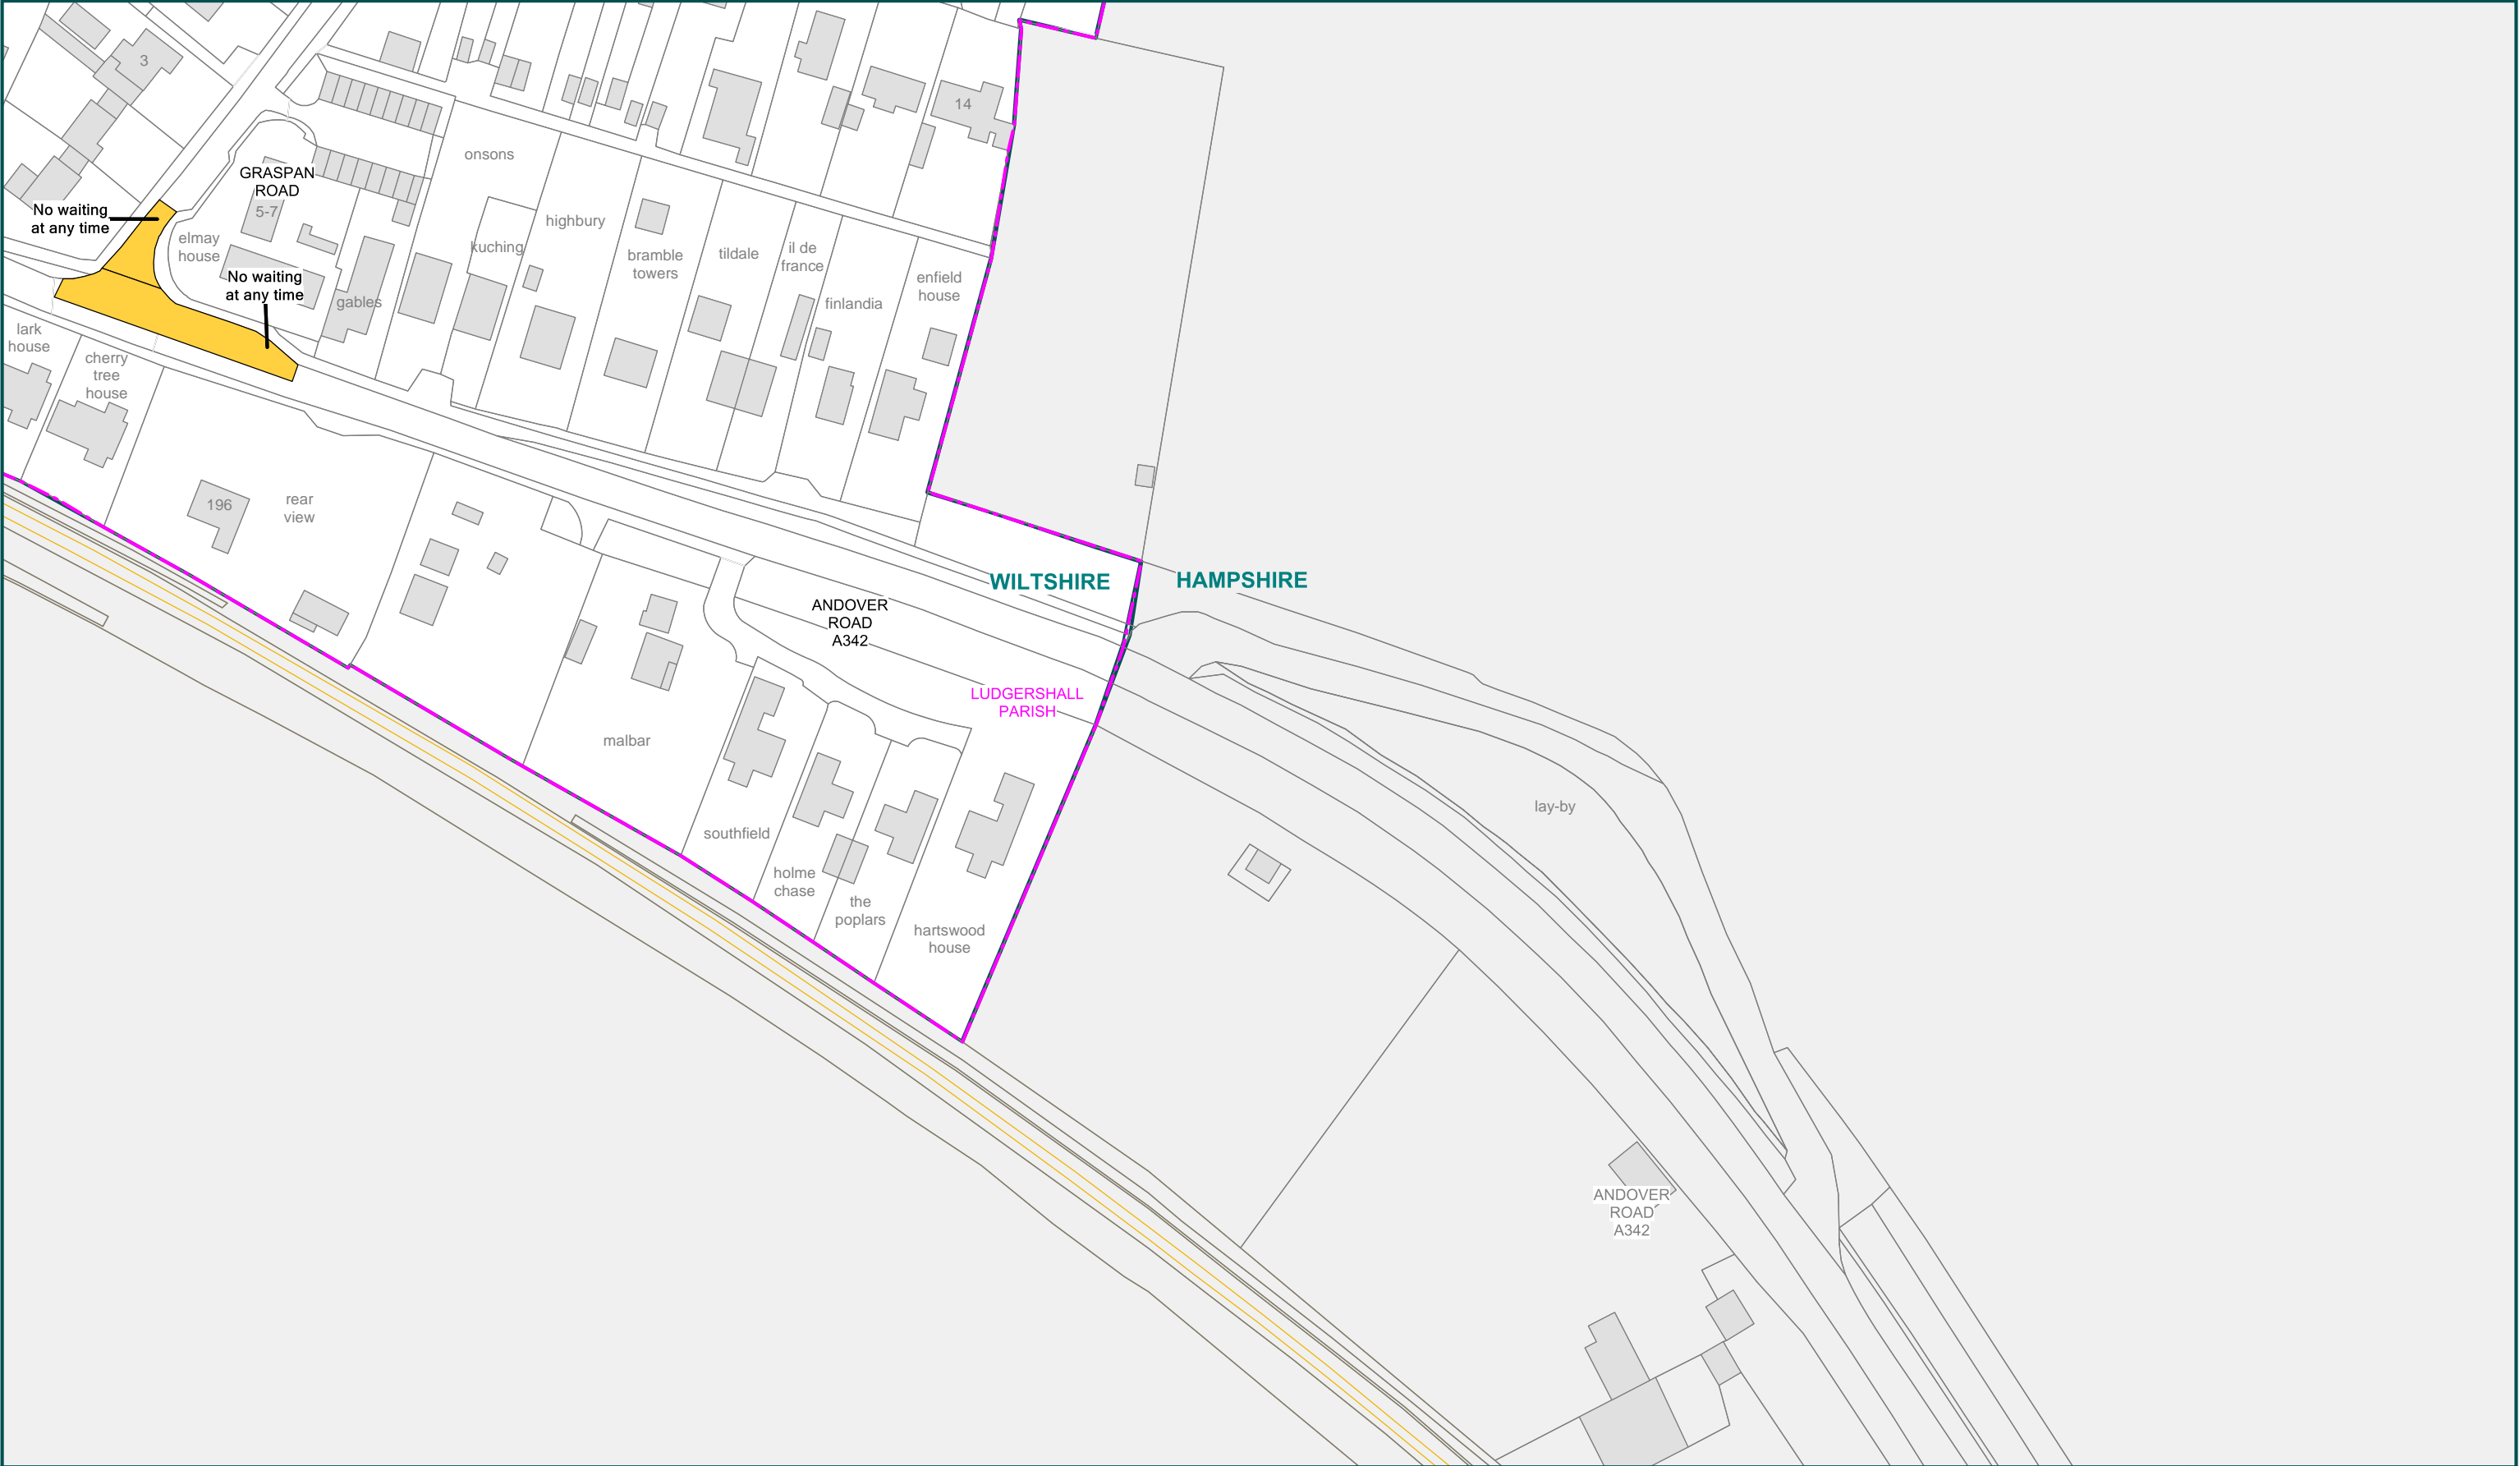 3
14
onsons
GRASPAN
ROAD
5-7
No waiting
at any time
elmay
house
No waiting
at any time
gables
kuching
highbury
bramble
towers
tildale
il de
france
finlandia
enfield
house
lark
house
cherry
tree
house
196
rear
view
WILTSHIRE
HAMPSHIRE
ANDOVER
ROAD
A342
LUDGERSHALL
PARISH
malbar
southfield
holme
chase
the
poplars
hartswood
house
lay-by
ANDOVER
ROAD
A342